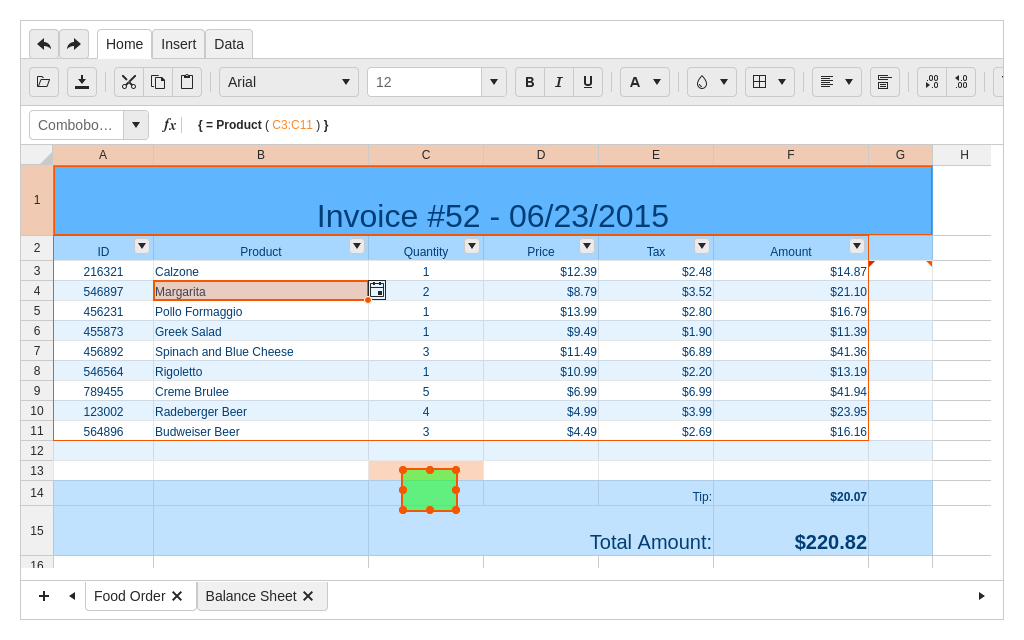 Home Insert Data
Arial 12 B I U A .00 .0 .0 .00
Combobo… fx { = Product ( C3:C11 ) }
A B C D E F G H
1 Invoice #52 - 06/23/2015
2 ID Product Quantity Price Tax Amount
3 216321 Calzone 1 $12.39 $2.48 $14.87
4 546897 Margarita 2 $8.79 $3.52 $21.10
5 456231 Pollo Formaggio 1 $13.99 $2.80 $16.79
6 455873 Greek Salad 1 $9.49 $1.90 $11.39
7 456892 Spinach and Blue Cheese 3 $11.49 $6.89 $41.36
8 546564 Rigoletto 1 $10.99 $2.20 $13.19
9 789455 Creme Brulee 5 $6.99 $6.99 $41.94
10 123002 Radeberger Beer 4 $4.99 $3.99 $23.95
11 564896 Budweiser Beer 3 $4.49 $2.69 $16.16
12
13
14 Tip: $20.07
15 Total Amount: $220.82
16
Food Order Balance Sheet